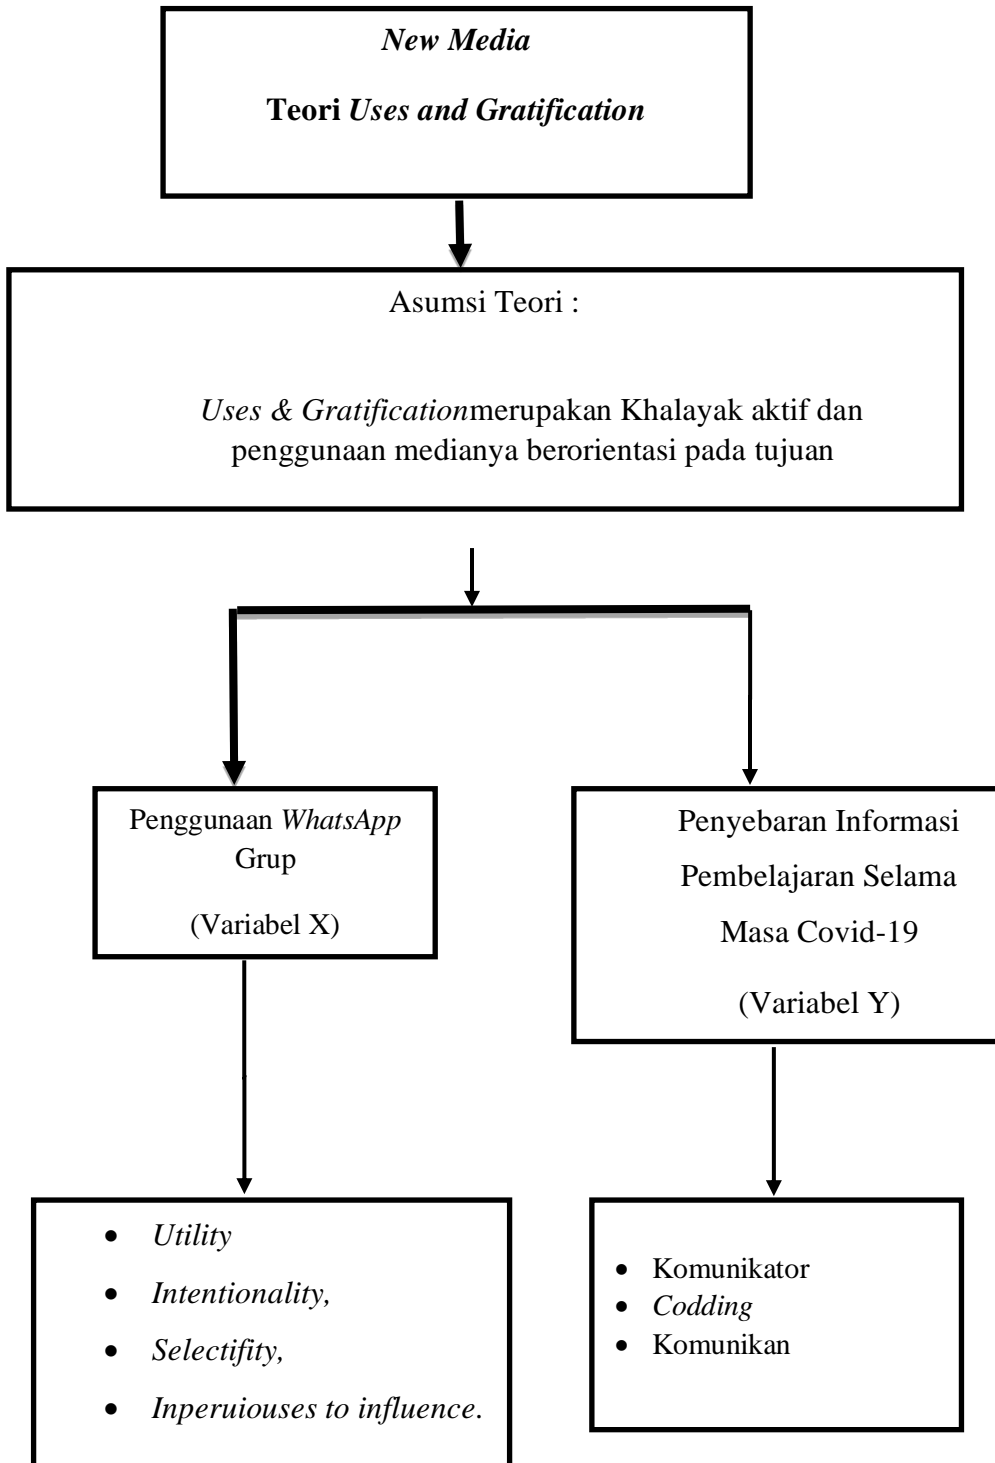 New Media
Teori Uses and Gratification
Asumsi Teori :
Uses & Gratificationmerupakan Khalayak aktif dan
penggunaan medianya berorientasi pada tujuan
Penggunaan WhatsApp
Grup
(Variabel X)
Penyebaran Informasi
Pembelajaran Selama
Masa Covid-19
(Variabel Y)
• Utility
• Intentionality,
• Selectifity,
• Inperuiouses to influence.
• Komunikator
• Codding
• Komunikan